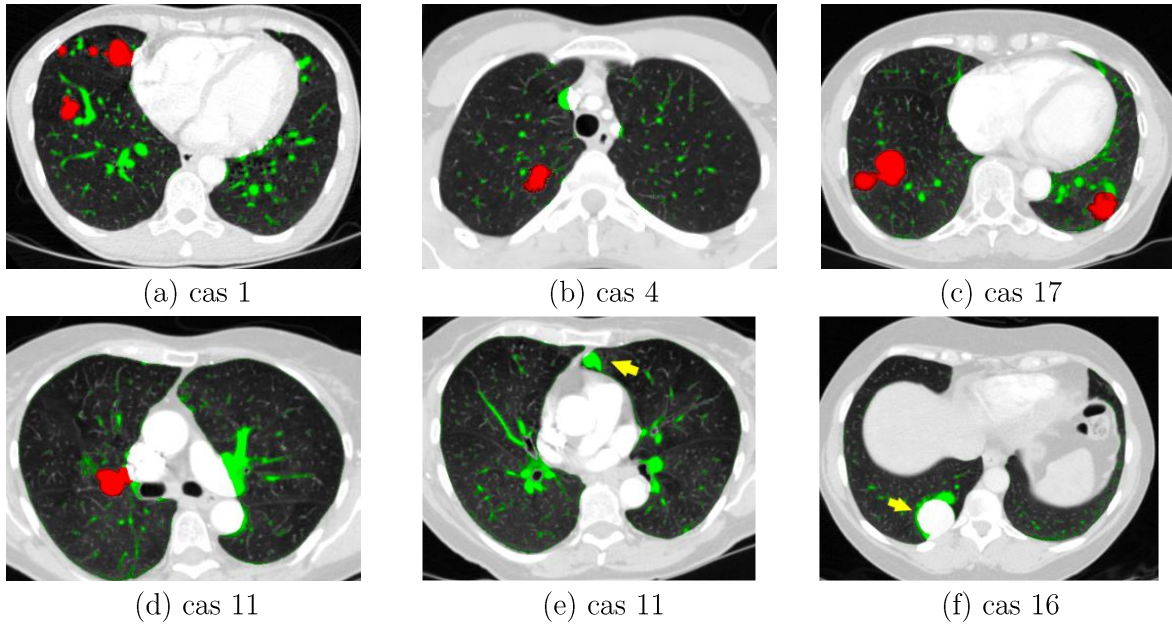 (a) cas 1
(b) cas 4
(c) cas 17
(d) cas 11
(e) cas 11
(f) cas 16